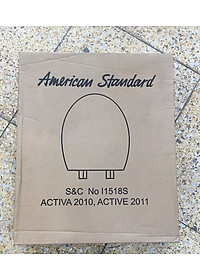 American Standard
S&C No I1518S
ACTIVA 2010, ACTIVE 2011